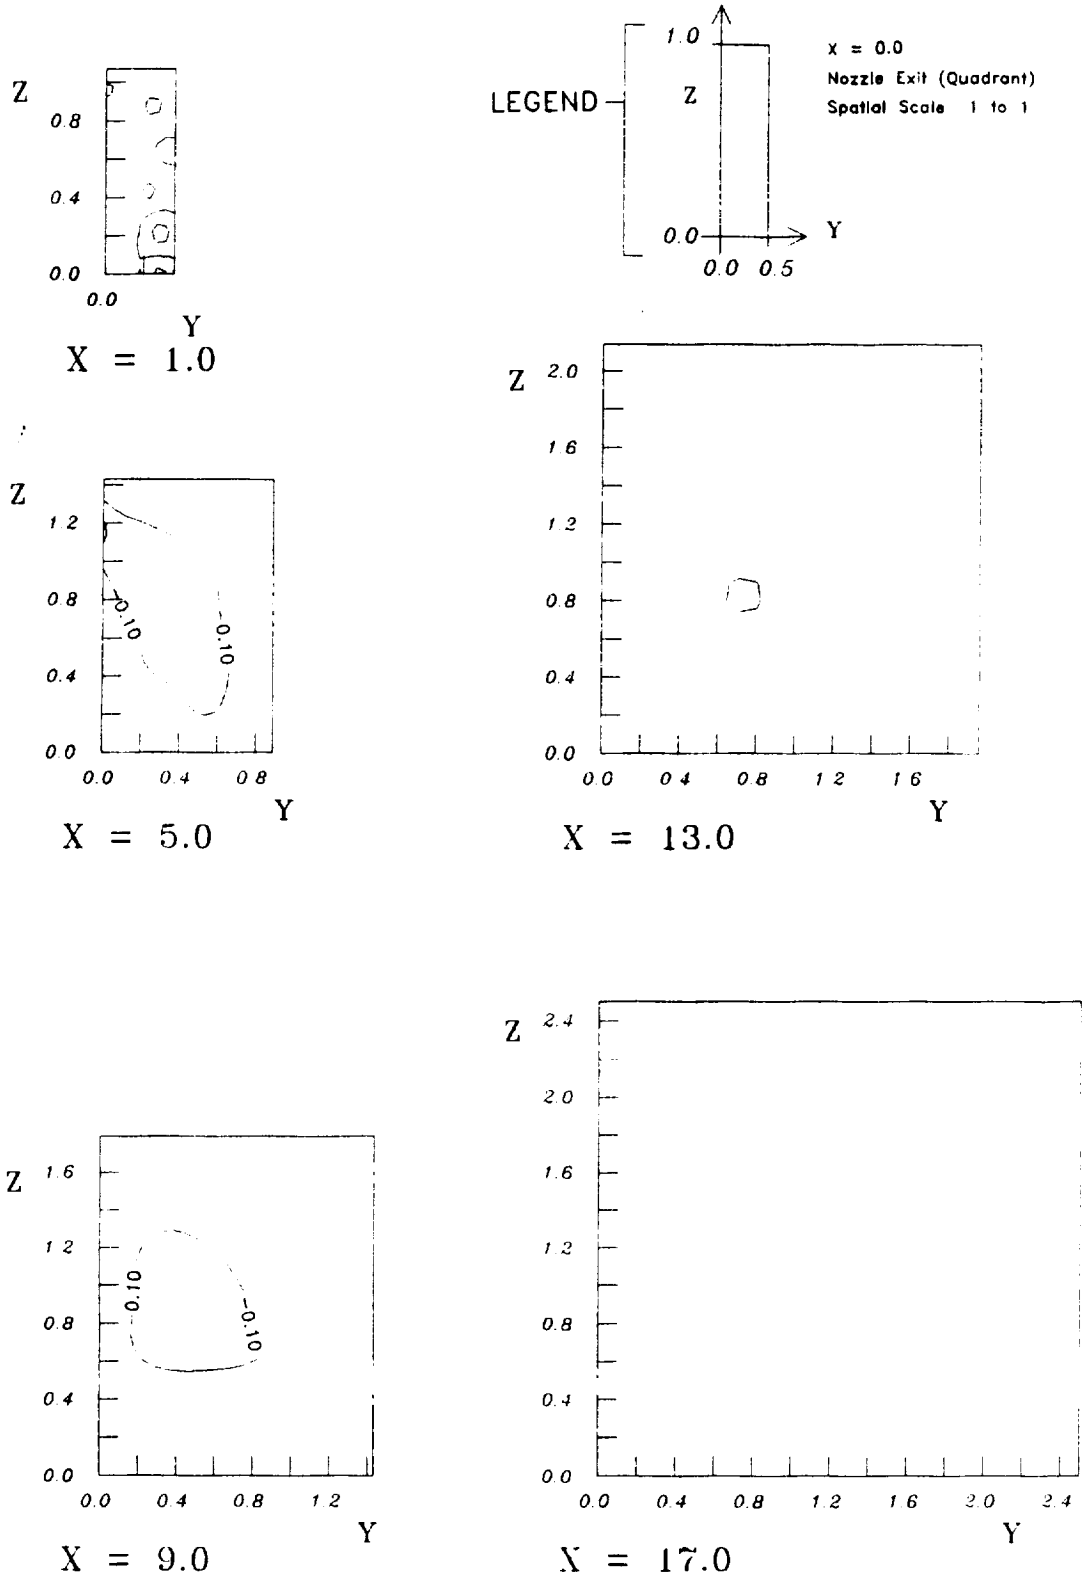 Z
0.8
0.4
0.0
0.0
Y
X = 1.0
LEGEND
1.0
Z
0.0
0.0 0.5
Y
x = 0.0
Nozzle Exit (Quadrant)
Spatial Scale 1 to 1
Z
1.2
0.8
0.4
0.0
0.0 0.4 0.8
Y
-0.10
-0.10
X = 5.0
Z
2.0
1.6
1.2
0.8
0.4
0.0
0.0 0.4 0.8 1.2 1.6
Y
X = 13.0
Z
1.6
1.2
0.8
0.4
0.0
0.0 0.4 0.8 1.2
Y
0.10
-0.10
X = 9.0
Z
2.4
2.0
1.6
1.2
0.8
0.4
0.0
0.0 0.4 0.8 1.2 1.6 2.0 2.4
Y
X = 17.0